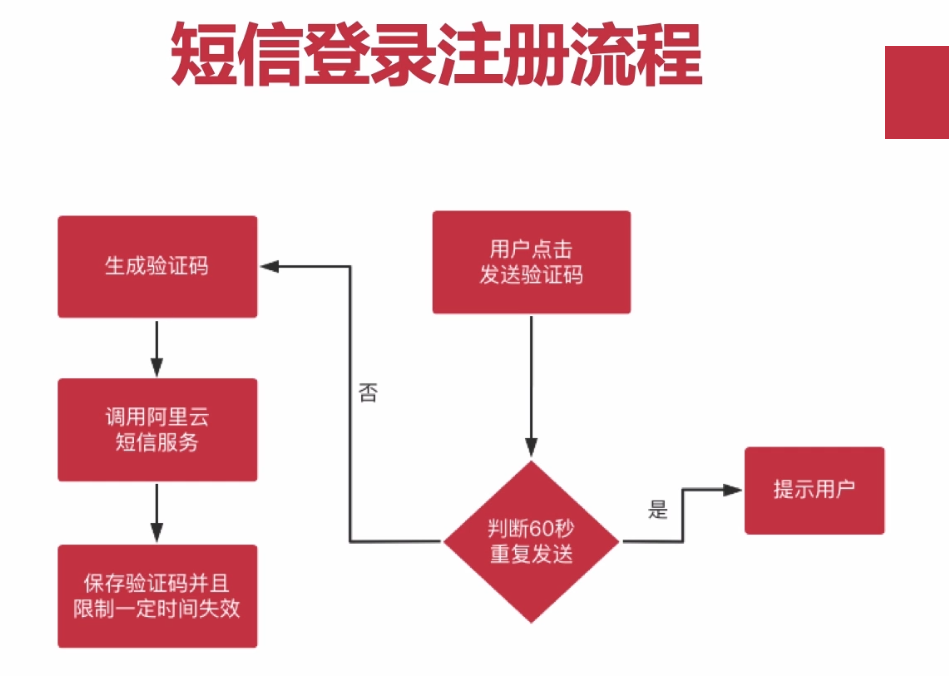 短信登录注册流程
用户点击
发送验证码
生成验证码
否
调用阿里云
短信服务
判断60秒
重复发送
是
提示用户
保存验证码并且
限制一定时间失效